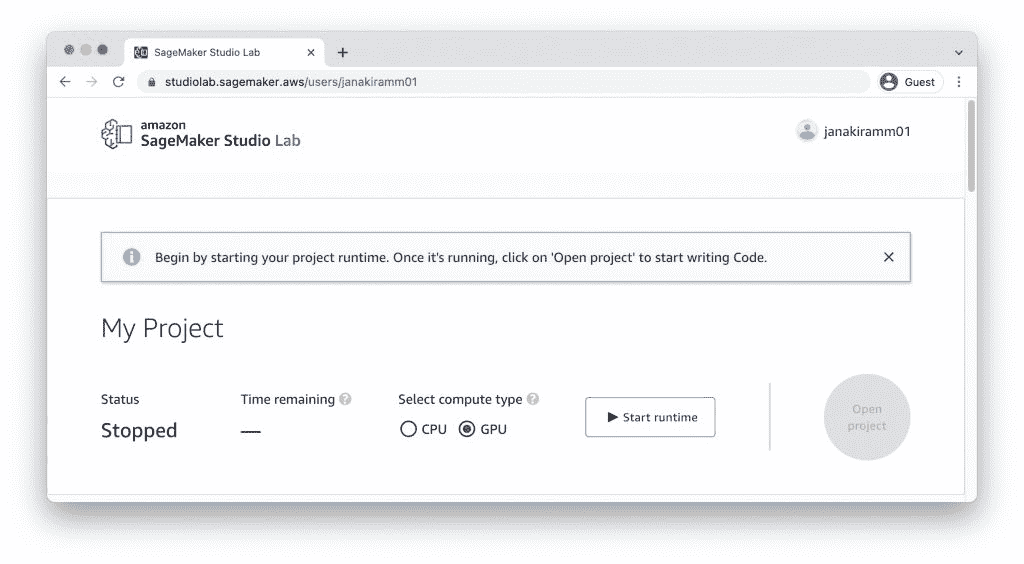 SageMaker Studio Lab
studiolab.sagemaker.aws/users/janakiramm01
Guest
amazon
SageMaker Studio Lab
janakiramm01
Begin by starting your project runtime. Once it's running, click on 'Open project' to start writing Code.
My Project
Status
Time remaining ?
Select compute type ?
Stopped
—
CPU
GPU
Start runtime
Open
project